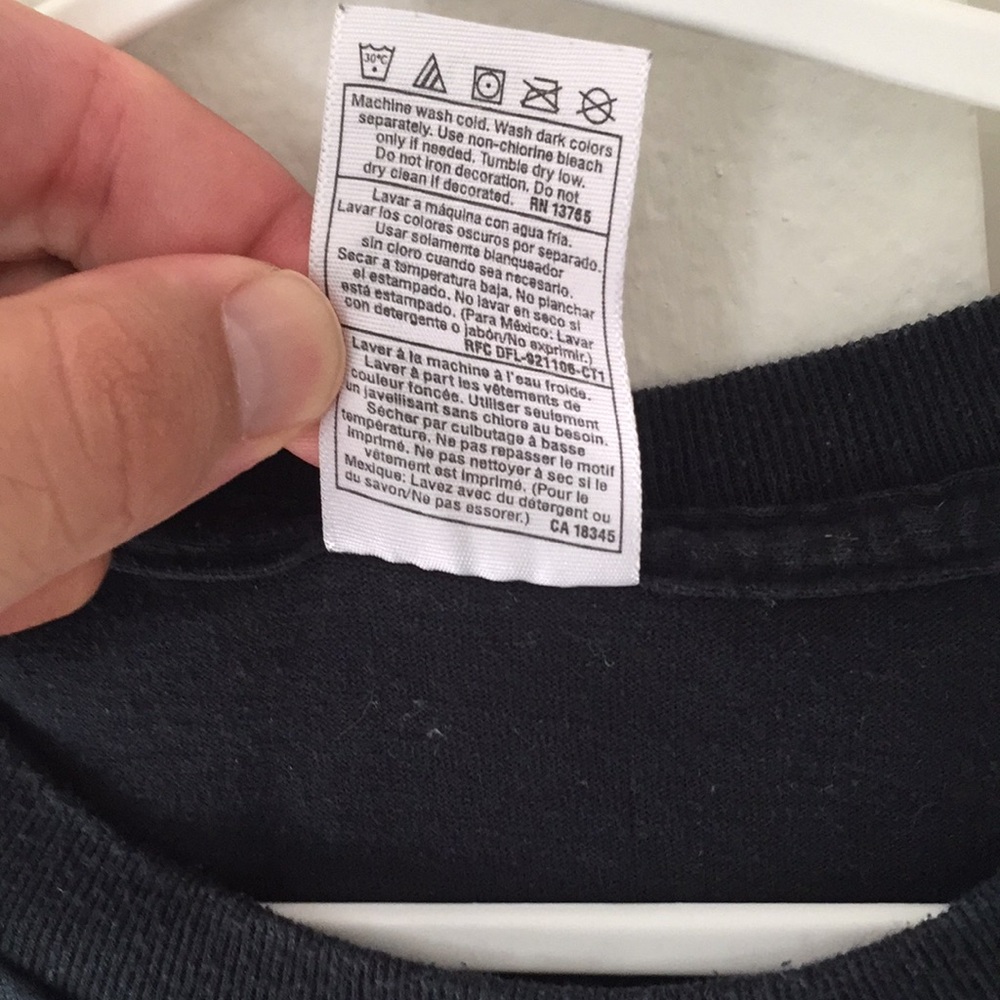 30°C
Machine wash cold. Wash dark colors
separately. Use non-chlorine bleach
only if needed. Tumble dry low.
Do not iron decoration. Do not
dry clean if decorated. RN 13765
Lavar a máquina con agua fría.
Lavar los colores oscuros por separado.
Usar solamente blanqueador
sin cloro cuando sea necesario.
Secar a temperatura baja. No planchar
el estampado. No lavar en seco si
está estampado. (Para México: Lavar
con detergente o jabón/No exprimir.)
RFC DFL-921106-CT1
Laver à la machine à l'eau froide.
Laver à part les vêtements de
couleur foncée. Utiliser seulement
un javellisant sans chlore au besoin.
Sécher par culbutage à basse
température. Ne pas repasser le motif
imprimé. Ne pas nettoyer à sec si le
vêtement est imprimé. (Pour le
Mexique: Lavez avec du détergent ou
du savon/Ne pas essorer.) CA 18345